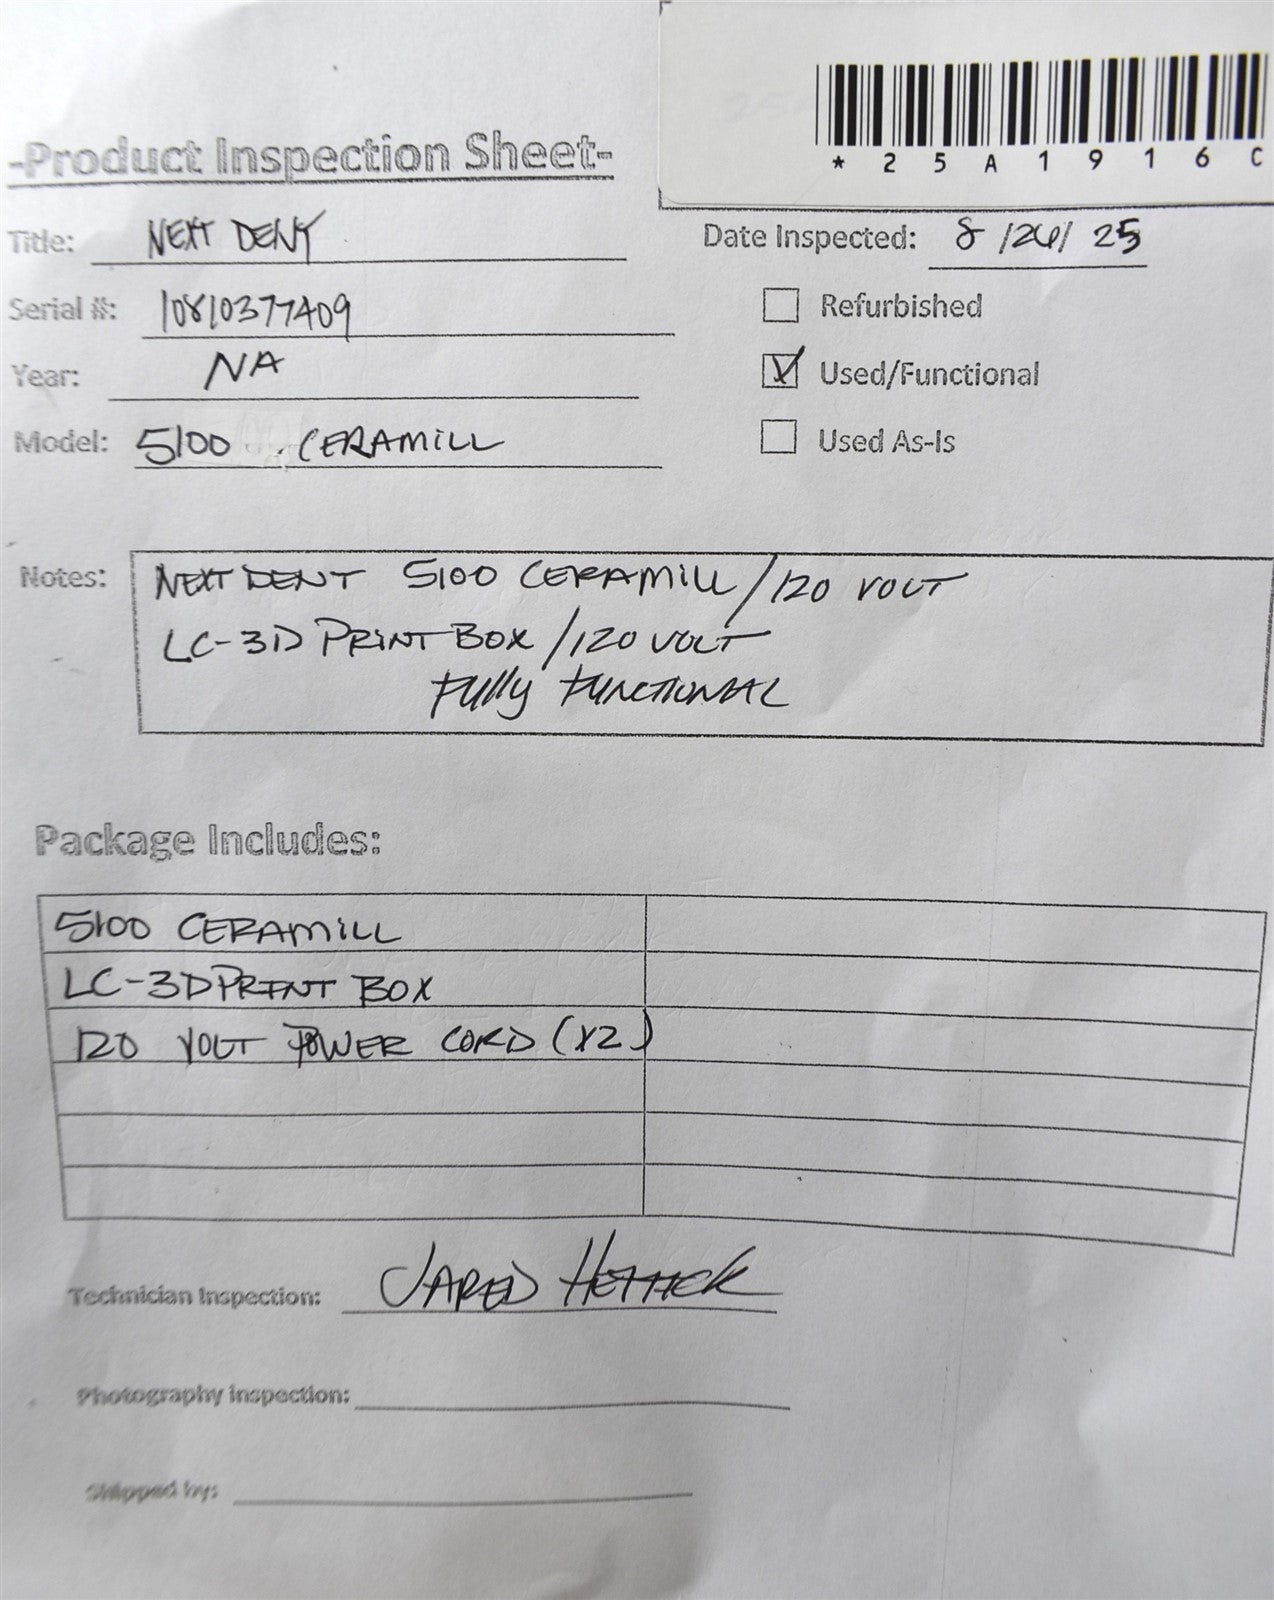 *25A1916C
-Product Inspection Sheet-
Title: NEXT DENT
Date Inspected: 8/26/25
Serial #: 10810377409
Refurbished
Year: NA
Used/Functional
Model: 5100 CERAMILL
Used As-Is
Notes: NEXT DENT 5100 CERAMILL/120 VOLT
LC-3D PRINT BOX/120 VOLT
FULLY FUNCTIONAL
Package Includes:
5100 CERAMILL
LC-3D PRINT BOX
120 VOLT POWER CORD (X2)
Technician Inspection: JARED HETTICK
Photography Inspection:
Shipped by: